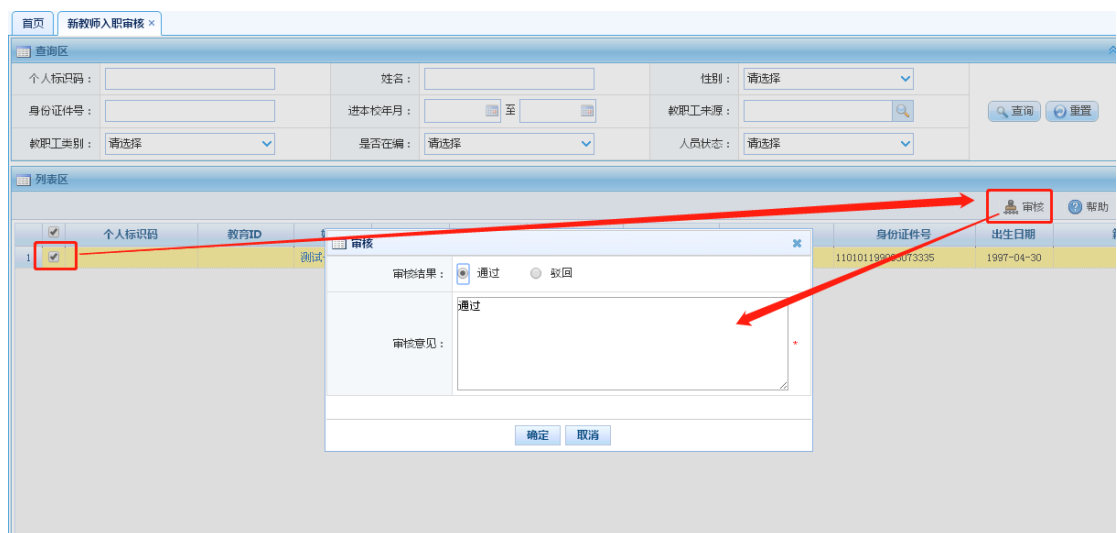 首页 新教师入职审核 ×
查询区
个人标识码： 姓名： 性别： 请选择
身份证件号： 进本校年月： 至 教职工来源： 查询 重置
教职工类别： 请选择 是否在编： 请选择 人员状态： 请选择
列表区
审核 帮助
个人标识码 教育ID 身份证件号 出生日期
1 测试 1997-04-30
审核
审核结果： 通过 驳回
通过
审核意见： *
确定 取消